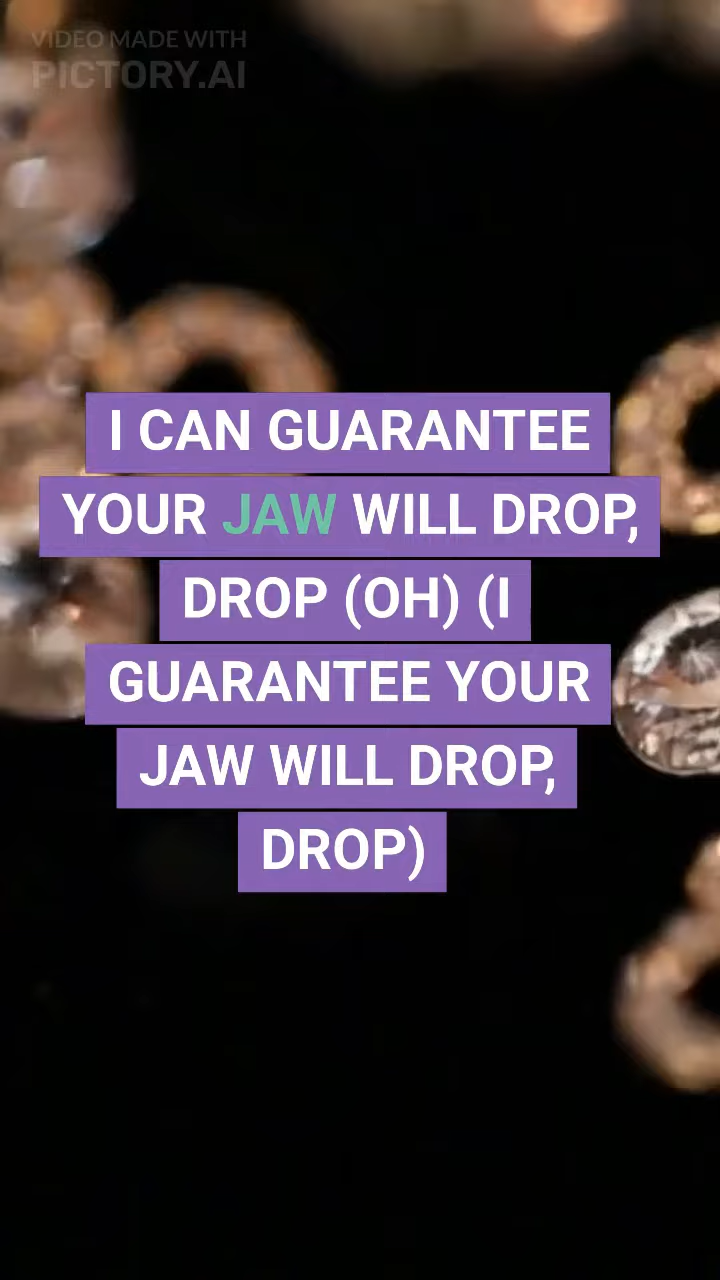 VIDEO MADE WITH
PICTORY.AI
I CAN GUARANTEE
YOUR JAW WILL DROP,
DROP (OH) (I
GUARANTEE YOUR
JAW WILL DROP,
DROP)